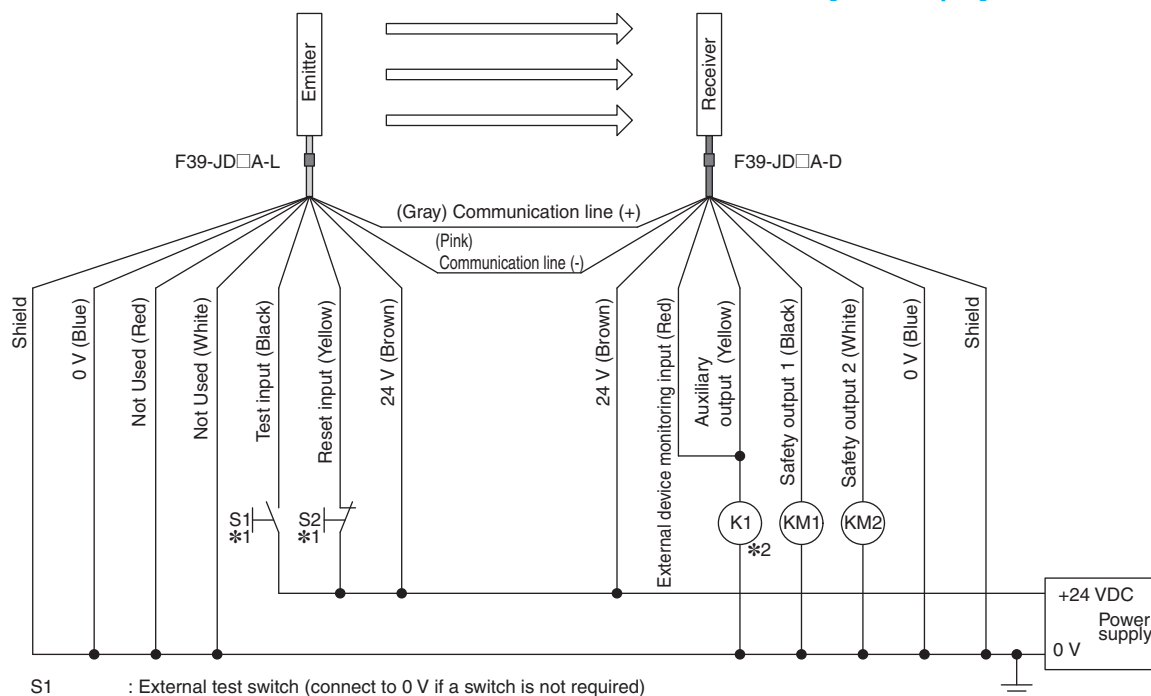 Emitter
Receiver
F39-JD□A-L
F39-JD□A-D
(Gray) Communication line (+)
(Pink)
Communication line (-)
Shield
0 V (Blue)
Not Used (Red)
Not Used (White)
Test input (Black)
Reset input (Yellow)
24 V (Brown)
24 V (Brown)
External device monitoring input (Red)
Auxiliary
output (Yellow)
Safety output 1 (Black)
Safety output 2 (White)
0 V (Blue)
Shield
S1
✻1
S2
✻1
K1
✻2
KM1
KM2
+24 VDC
Power
supply
0 V
S1 : External test switch (connect to 0 V if a switch is not required)